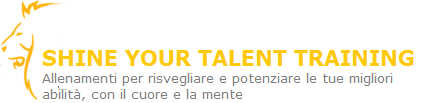 SHINE YOUR TALENT TRAINING
Allenamenti per risvegliare e potenziare le tue migliori
abilità, con il cuore e la mente